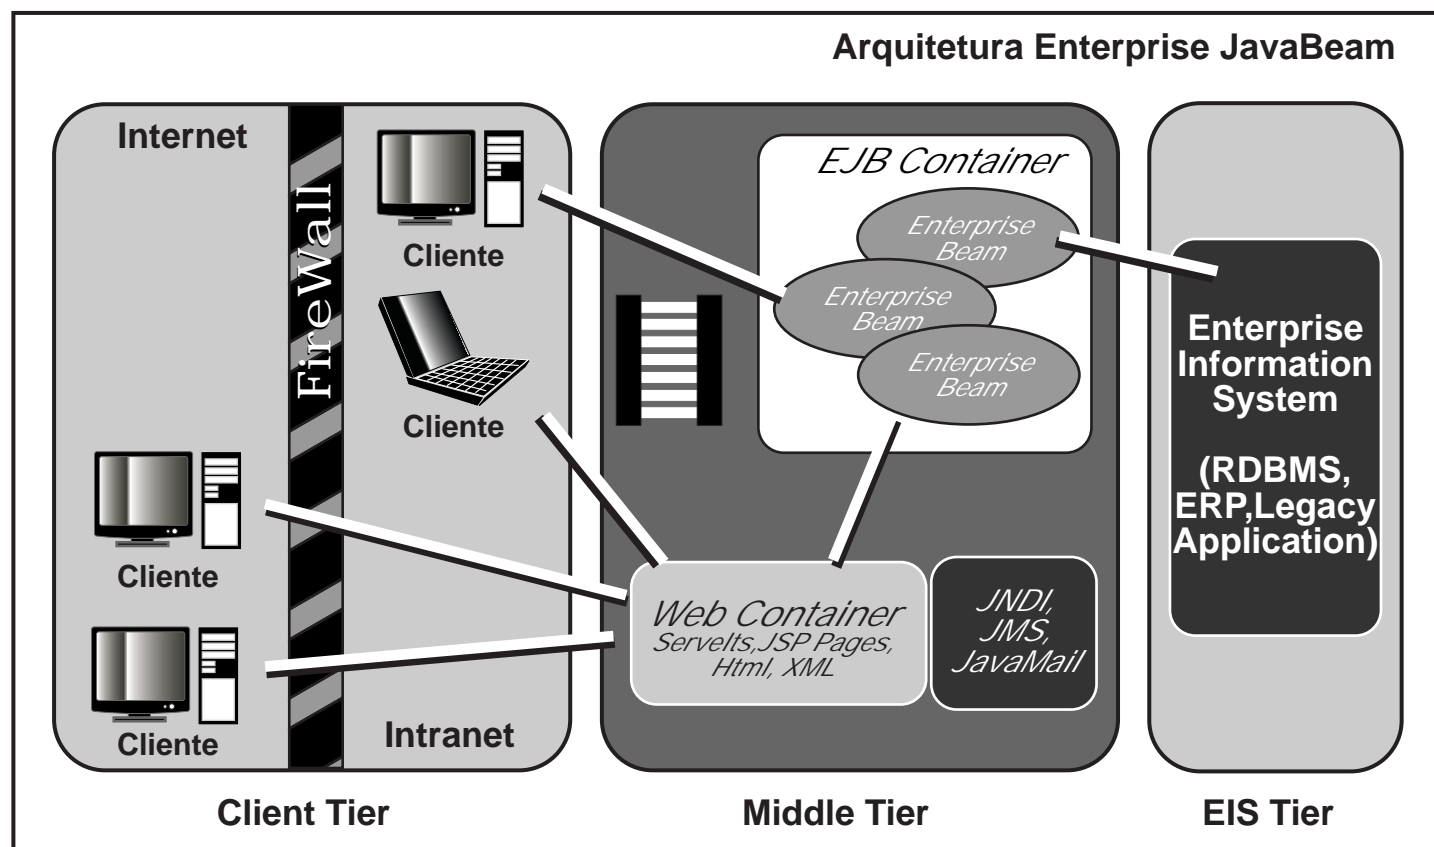 Arquitetura Enterprise JavaBeam
Internet
FireWall
Cliente
Cliente
Cliente
Cliente
Intranet
EJB Container
Enterprise
Beam
Enterprise
Beam
Enterprise
Beam
Web Container
Servelts,JSP Pages,
Html, XML
JNDI,
JMS,
JavaMail
Enterprise
Information
System
(RDBMS,
ERP,Legacy
Application)
Client Tier
Middle Tier
EIS Tier